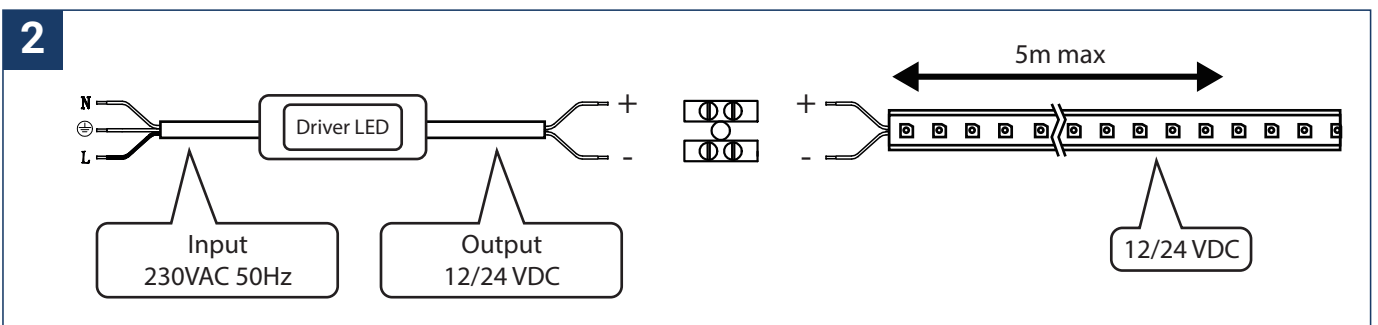 2
5m max
N
L
Driver LED
+
-
+
-
Input
230VAC 50Hz
Output
12/24 VDC
12/24 VDC